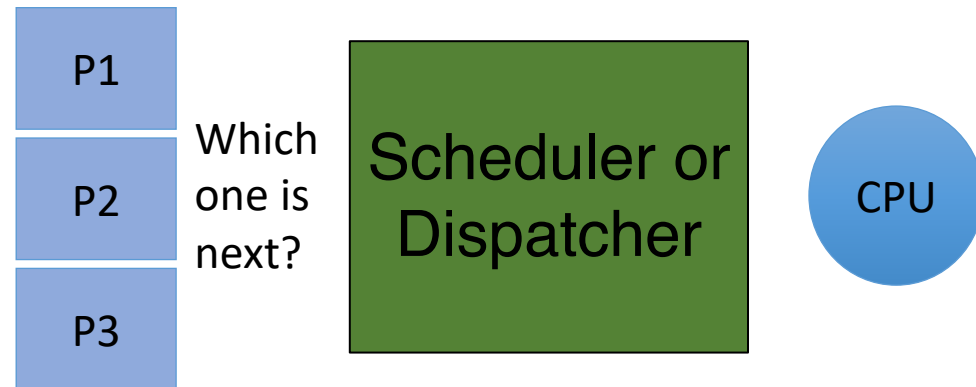 P1
P2
P3
Which
one is
next?
Scheduler or
Dispatcher
CPU